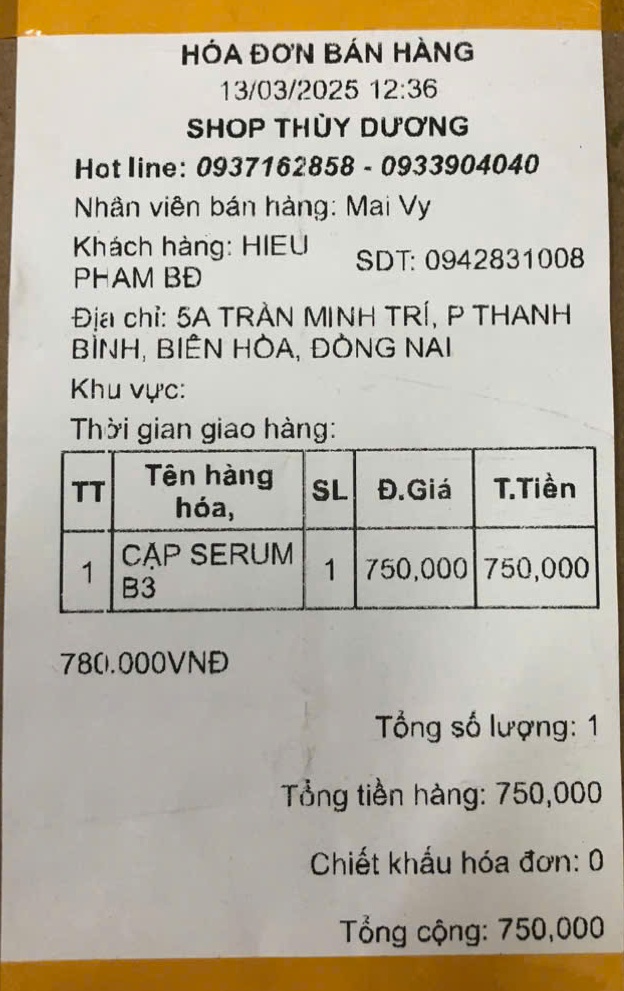 HÓA ĐƠN BÁN HÀNG
13/03/2025 12:36
SHOP THÙY DƯƠNG
Hot line: 0937162858 - 0933904040
Nhân viên bán hàng: Mai Vy
Khách hàng: HIEU PHAM BĐ
SDT: 0942831008
Địa chỉ: 5A TRẦN MINH TRÍ, P THANH
BÌNH, BIÊN HÒA, ĐỒNG NAI
Khu vực:
Thời gian giao hàng:
TT Tên hàng hóa, SL Đ.Giá T.Tiền
1 CẶP SERUM B3 1 750,000 750,000
780.000VNĐ
Tổng số lượng: 1
Tổng tiền hàng: 750,000
Chiết khấu hóa đơn: 0
Tổng cộng: 750,000